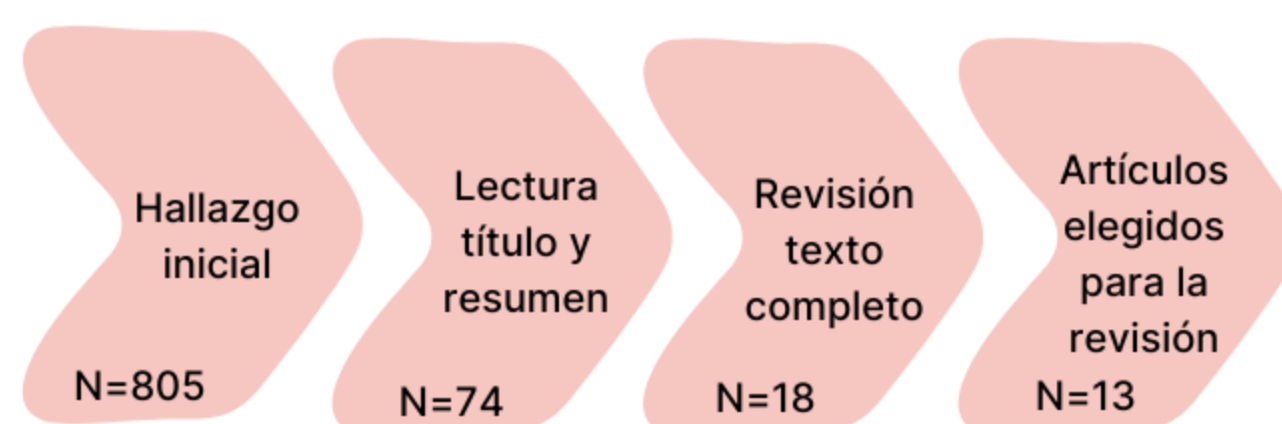 Hallazgo
inicial
N=805
Lectura
título y
resumen
N=74
Revisión
texto
completo
N=18
Artículos
elegidos
para la
revisión
N=13